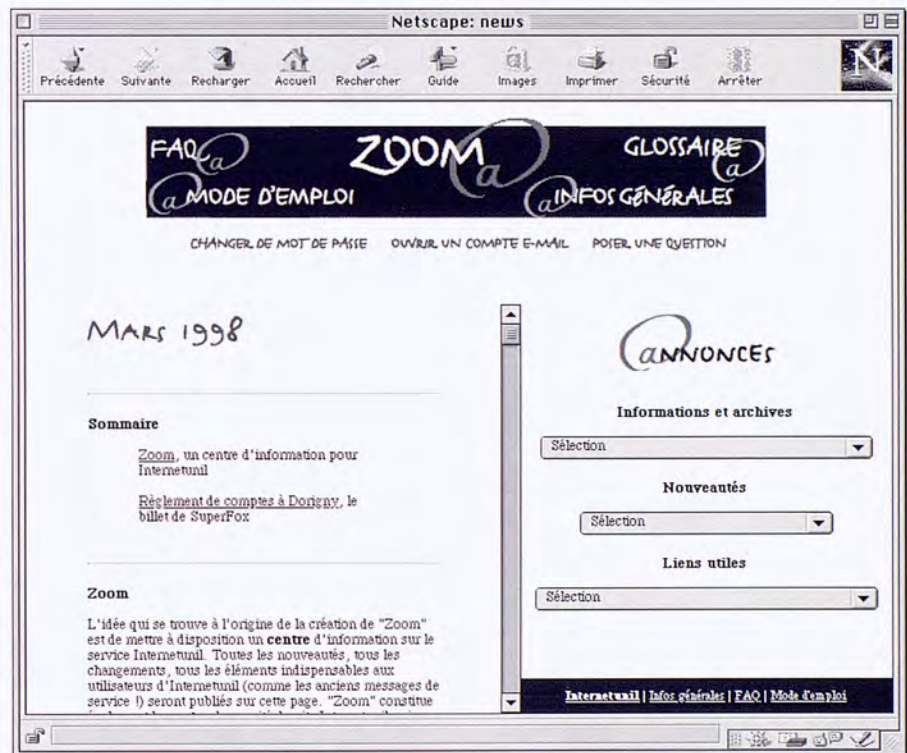 Netscape: news
Précédente Suivante Recharger Accueil Rechercher Guide Images Imprimer Sécurité Arrêter
N
FAQ ZOOM GLOSSAIRE
MODE D'EMPLOI INFOS GÉNÉRALES
CHANGER DE MOT DE PASSE OUVRIR UN COMPTE E-MAIL POSER UNE QUESTION
MARS 1998
Sommaire
Zoom, un centre d'information pour
Internetunil
Règlement de comptes à Dorigny, le
billet de SuperFox
Zoom
L'idée qui se trouve à l'origine de la création de "Zoom"
est de mettre à disposition un centre d'information sur le
service Internetunil. Toutes les nouveautés, tous les
changements, tous les éléments indispensables aux
utilisateurs d'Internetunil (comme les anciens messages de
service !) seront publiés sur cette page. "Zoom" constitue
@NNONCES
Informations et archives
Sélection
Nouveautés
Sélection
Liens utiles
Sélection
Internetunil | Infos générales | FAQ | Mode d'emploi